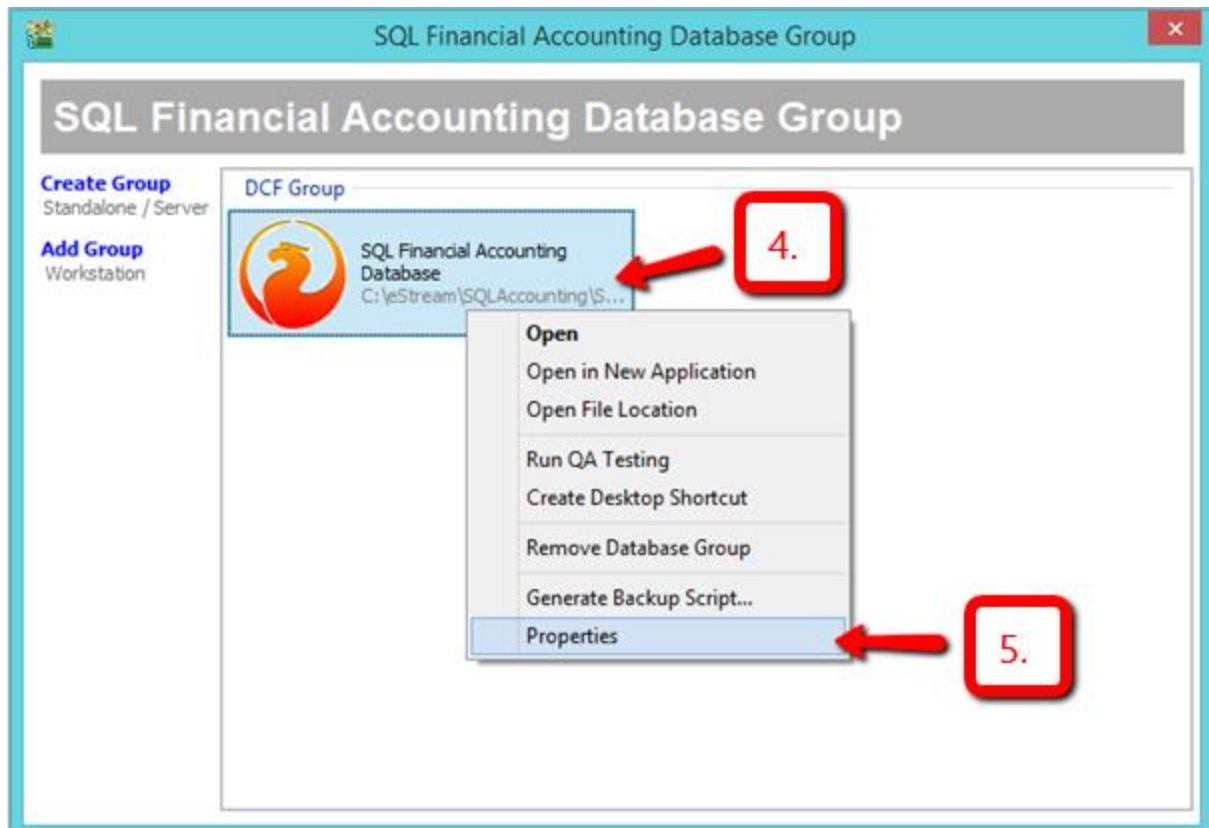 SQL Financial Accounting Database Group
SQL Financial Accounting Database Group
Create Group
Standalone / Server
Add Group
Workstation
DCF Group
SQL Financial Accounting
Database
C:\eStream\SQLAccounting\S...
4.
Open
Open in New Application
Open File Location
Run QA Testing
Create Desktop Shortcut
Remove Database Group
Generate Backup Script...
Properties
5.